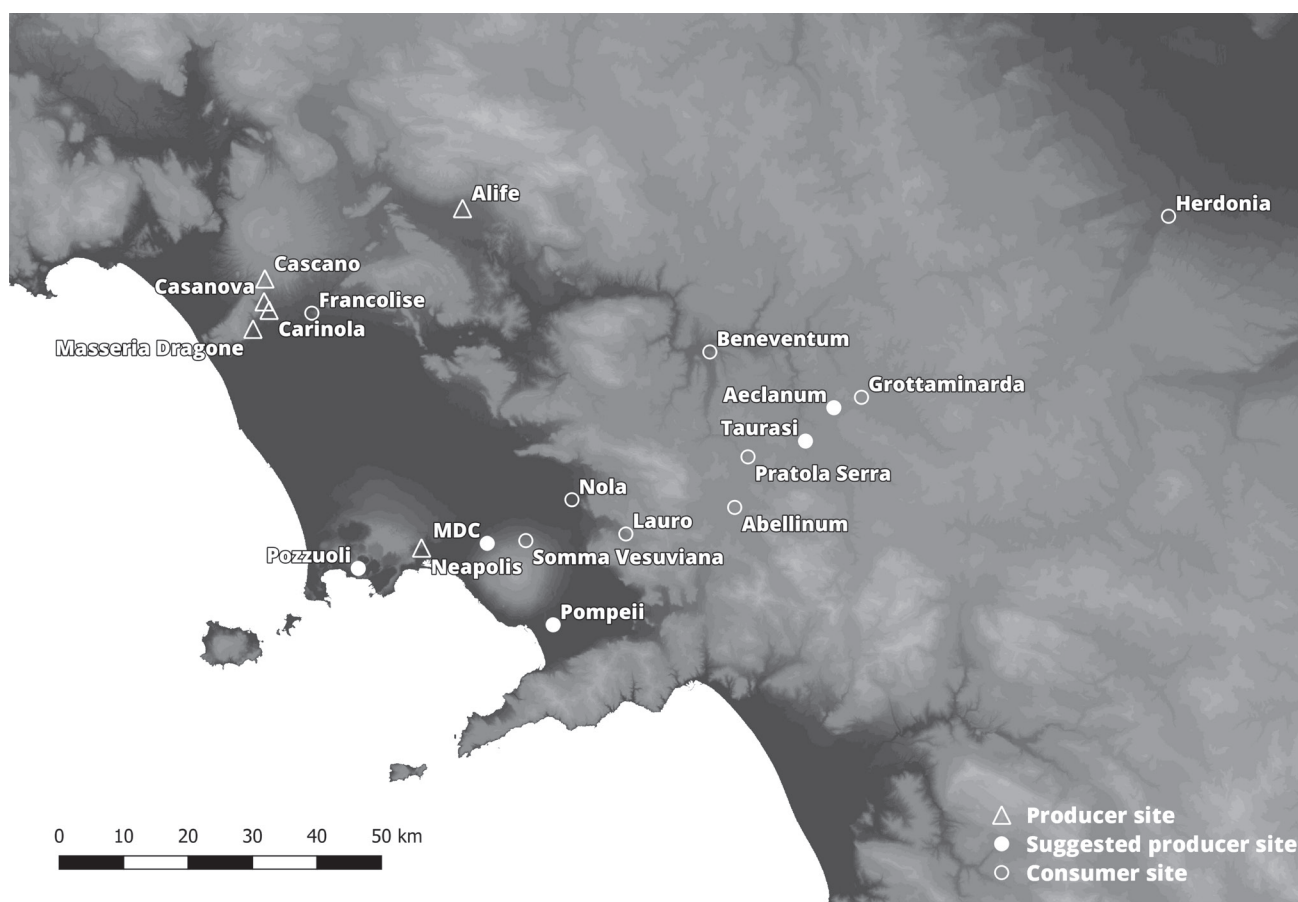 Alife
Herdonia
Cascano
Casanova
Francolise
Carinola
Masseria Dragone
Beneventum
Grottaminarda
Aeclanum
Taurasi
Pratola Serra
Nola
Lauro
Abellinum
MDC
Somma Vesuviana
Pozzuoli
Neapolis
Pompeii
0 10 20 30 40 50 km
Producer site
Suggested producer site
Consumer site